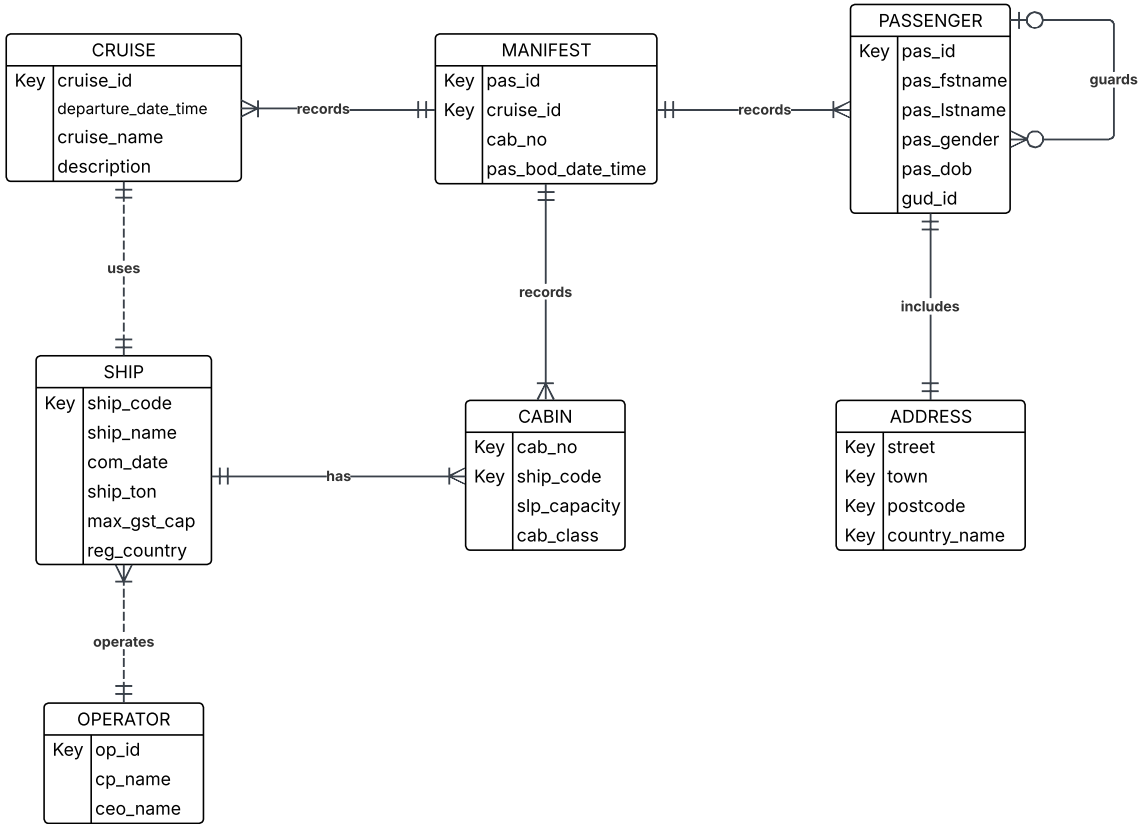 CRUISE
Key cruise_id
departure_date_time
cruise_name
description
records
MANIFEST
Key pas_id
Key cruise_id
cab_no
pas_bod_date_time
records
PASSENGER
Key pas_id
pas_fstname
pas_lstname
pas_gender
pas_dob
gud_id
guards
uses
records
includes
SHIP
Key ship_code
ship_name
com_date
ship_ton
max_gst_cap
reg_country
has
CABIN
Key cab_no
Key ship_code
slp_capacity
cab_class
ADDRESS
Key street
Key town
Key postcode
Key country_name
operates
OPERATOR
Key op_id
cp_name
ceo_name